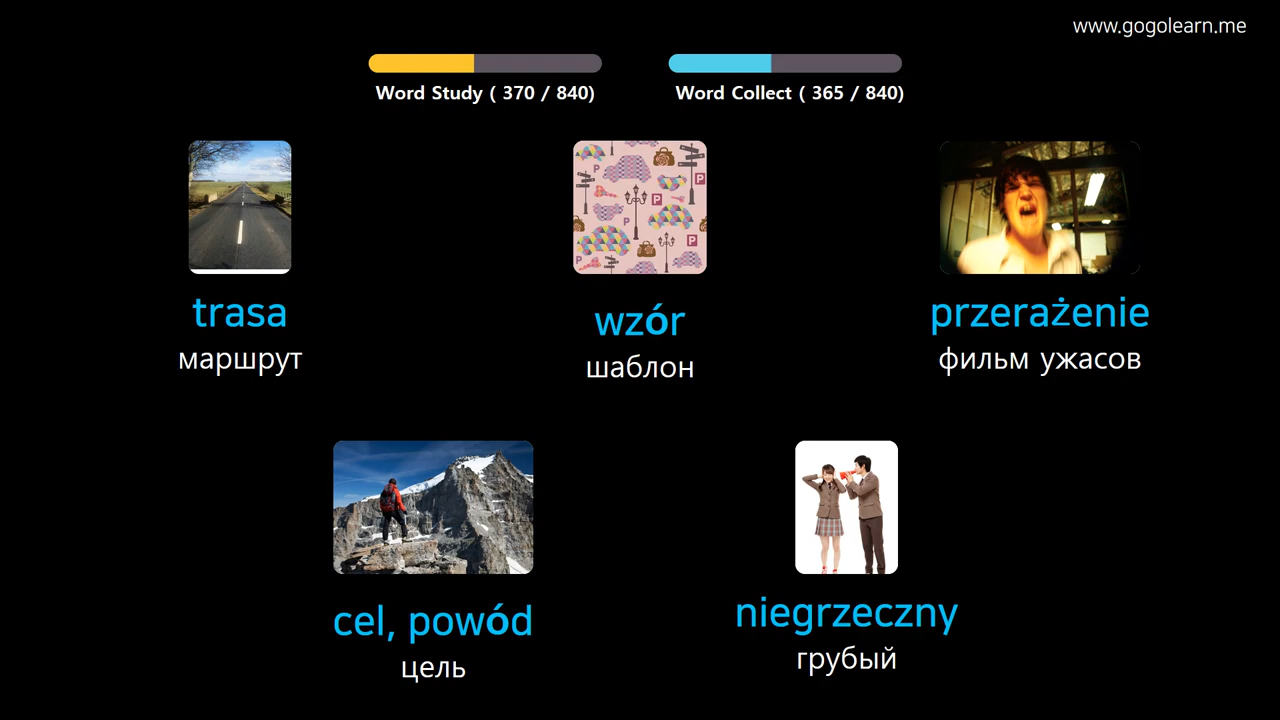 www.gogolearn.me
Word Study ( 370 / 840)
Word Collect ( 365 / 840)
trasa
маршрут
wzór
шаблон
przerażenie
фильм ужасов
cel, powód
цель
niegrzeczny
грубый